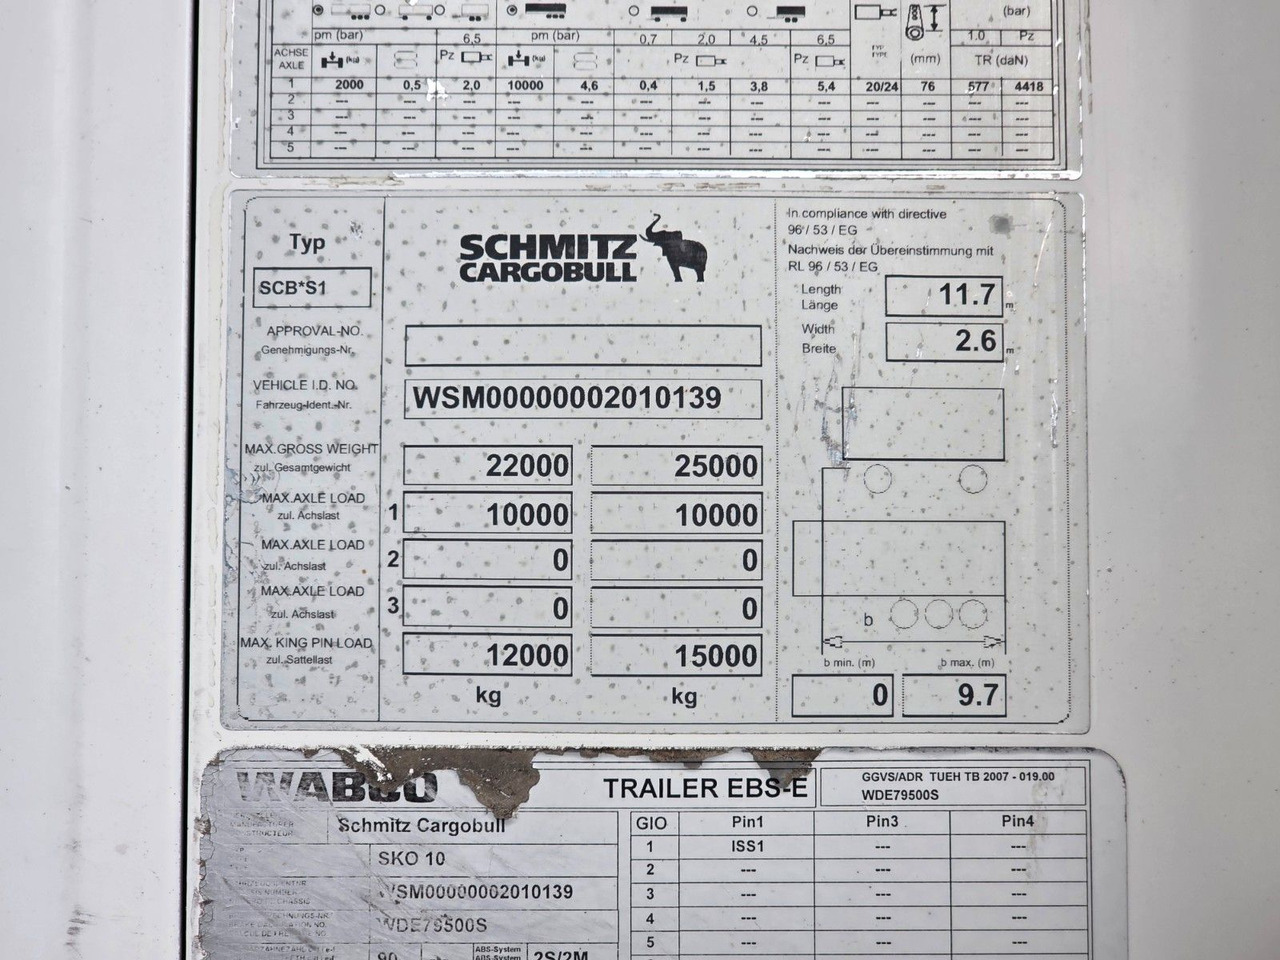 (bar)
pm (bar) 6,5 pm (bar) 0,7 2,0 4,5 6,5 1.0 Pz
ACHSE
AXLE Pz Pz Pz TYP TYPE (mm) TR (daN)
1 2000 0,5 2,0 10000 4,6 0,4 1,5 3,8 5,4 20/24 76 577 4418
2 --- --- --- --- --- --- --- --- --- --- --- --- ---
3 --- --- --- --- --- --- --- --- --- --- --- --- ---
4 --- --- --- --- --- --- --- --- --- --- --- --- ---
5 --- --- --- --- --- --- --- --- --- --- --- --- ---
Typ
SCB*S1
SCHMITZ
CARGOBULL
In compliance with directive
96 / 53 / EG
Nachweis der Übereinstimmung mit
RL 96 / 53 / EG
Length
Länge 11.7 m
Width
Breite 2.6 m
APPROVAL-NO.
Genehmigungs-Nr.
VEHICLE I.D. NO.
Fahrzeug-Ident.-Nr. WSM00000002010139
MAX.GROSS WEIGHT
zul. Gesamtgewicht 22000 25000
MAX.AXLE LOAD
zul. Achslast 1 10000 10000
MAX.AXLE LOAD
zul. Achslast 2 0 0
MAX.AXLE LOAD
zul. Achslast 3 0 0
MAX. KING PIN LOAD
zul. Sattellast 12000 15000
kg kg
b
b min. (m) b max. (m)
0 9.7
WABCO TRAILER EBS-E
GGVS/ADR TUEH TB 2007 - 019.00
WDE79500S
Schmitz Cargobull
SKO 10
WSM00000002010139
WDE79500S
90 ABS-System
ABS-System 2S/2M
GIO Pin1 Pin3 Pin4
1 ISS1 --- ---
2 --- --- ---
3 --- --- ---
4 --- --- ---
5 --- --- ---